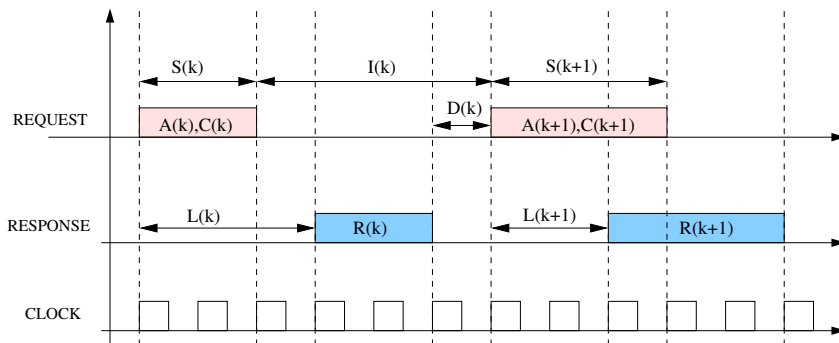 S(k)
I(k)
S(k+1)
D(k)
REQUEST
A(k),C(k)
A(k+1),C(k+1)
L(k)
L(k+1)
RESPONSE
R(k)
R(k+1)
CLOCK